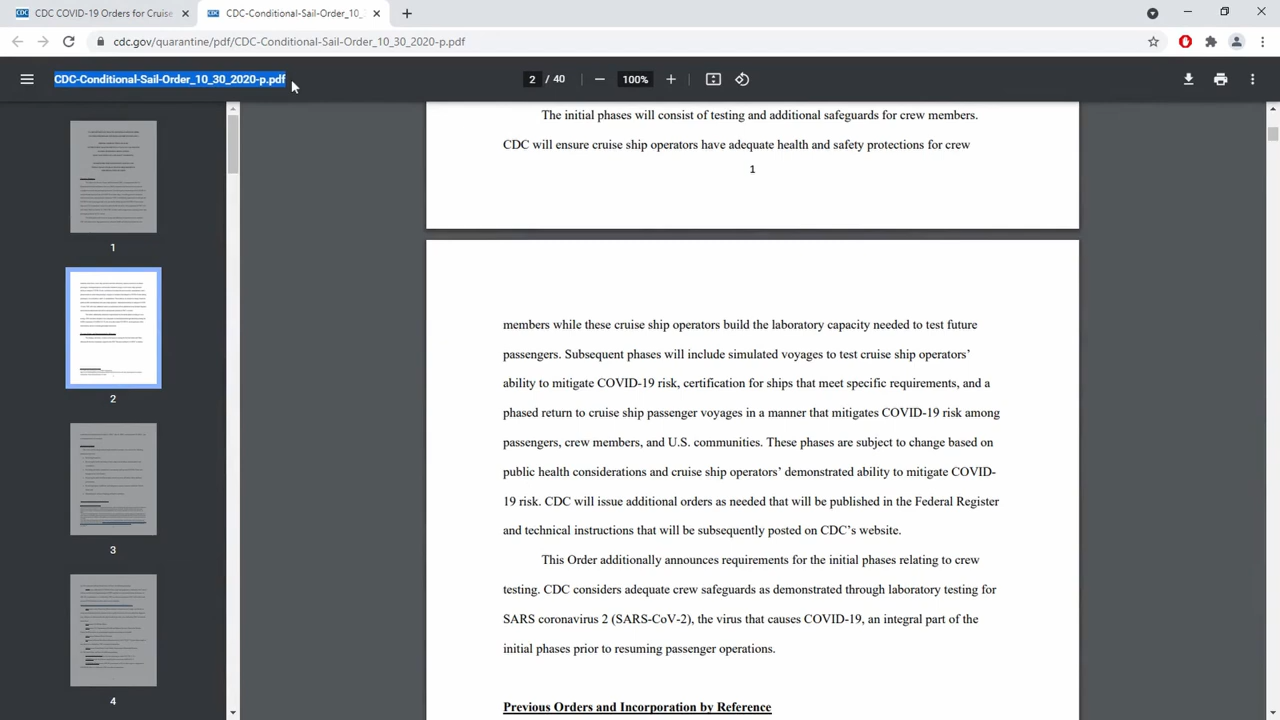 CDC COVID-19 Orders for Cruise
CDC-Conditional-Sail-Order_10_
cdc.gov/quarantine/pdf/CDC-Conditional-Sail-Order_10_30_2020-p.pdf
CDC-Conditional-Sail-Order_10_30_2020-p.pdf
2 / 40
100%
The initial phases will consist of testing and additional safeguards for crew members.
CDC will ensure cruise ship operators have adequate health and safety protections for crew
1
members while these cruise ship operators build the laboratory capacity needed to test future
passengers. Subsequent phases will include simulated voyages to test cruise ship operators’
ability to mitigate COVID-19 risk, certification for ships that meet specific requirements, and a
phased return to cruise ship passenger voyages in a manner that mitigates COVID-19 risk among
passengers, crew members, and U.S. communities. These phases are subject to change based on
public health considerations and cruise ship operators’ demonstrated ability to mitigate COVID-
19 risk. CDC will issue additional orders as needed that will be published in the Federal Register
and technical instructions that will be subsequently posted on CDC’s website.
This Order additionally announces requirements for the initial phases relating to crew
testing. CDC considers adequate crew safeguards as demonstrated through laboratory testing for
SARS coronavirus 2 (SARS-CoV-2), the virus that causes COVID-19, an integral part of the
initial phases prior to resuming passenger operations.
Previous Orders and Incorporation by Reference
1
2
3
4